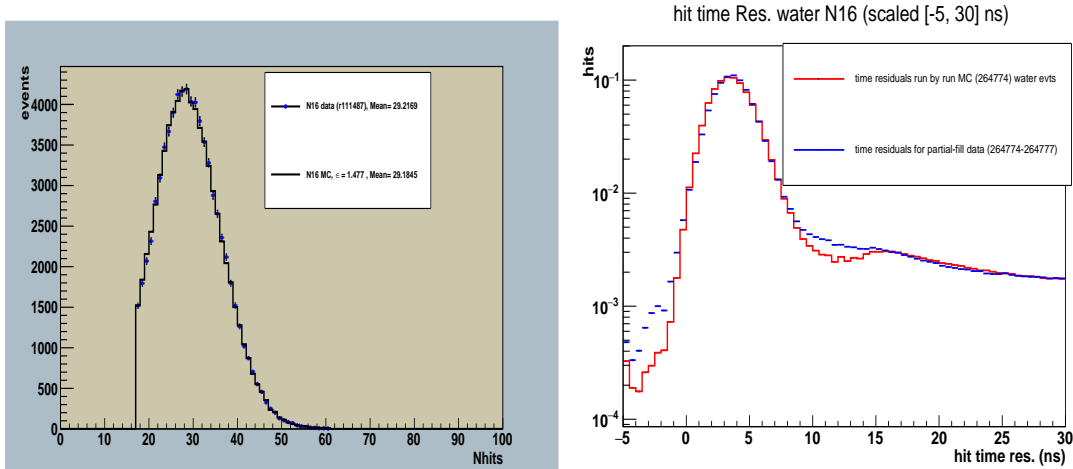 events
4000
3500
3000
2500
2000
1500
1000
500
0
0 10 20 30 40 50 60 70 80 90 100
Nhits
N16 data (r111487), Mean= 29.2169
N16 MC, ε = 1.477 , Mean= 29.1845
hit time Res. water N16 (scaled [-5, 30] ns)
hits
10⁻¹
10⁻²
10⁻³
10⁻⁴
−5 0 5 10 15 20 25 30
hit time res. (ns)
time residuals run by run MC (264774) water evts
time residuals for partial-fill data (264774-264777)